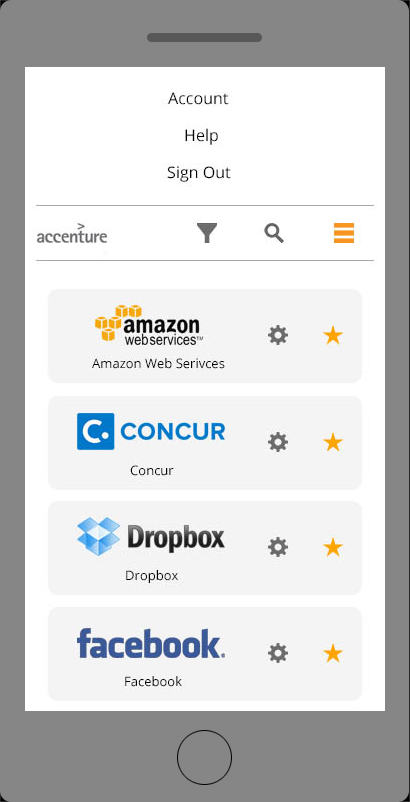 Account
Help
Sign Out
accenture
amazon
webservices™
Amazon Web Serivces
C. CONCUR
Concur
Dropbox
Dropbox
facebook.
Facebook